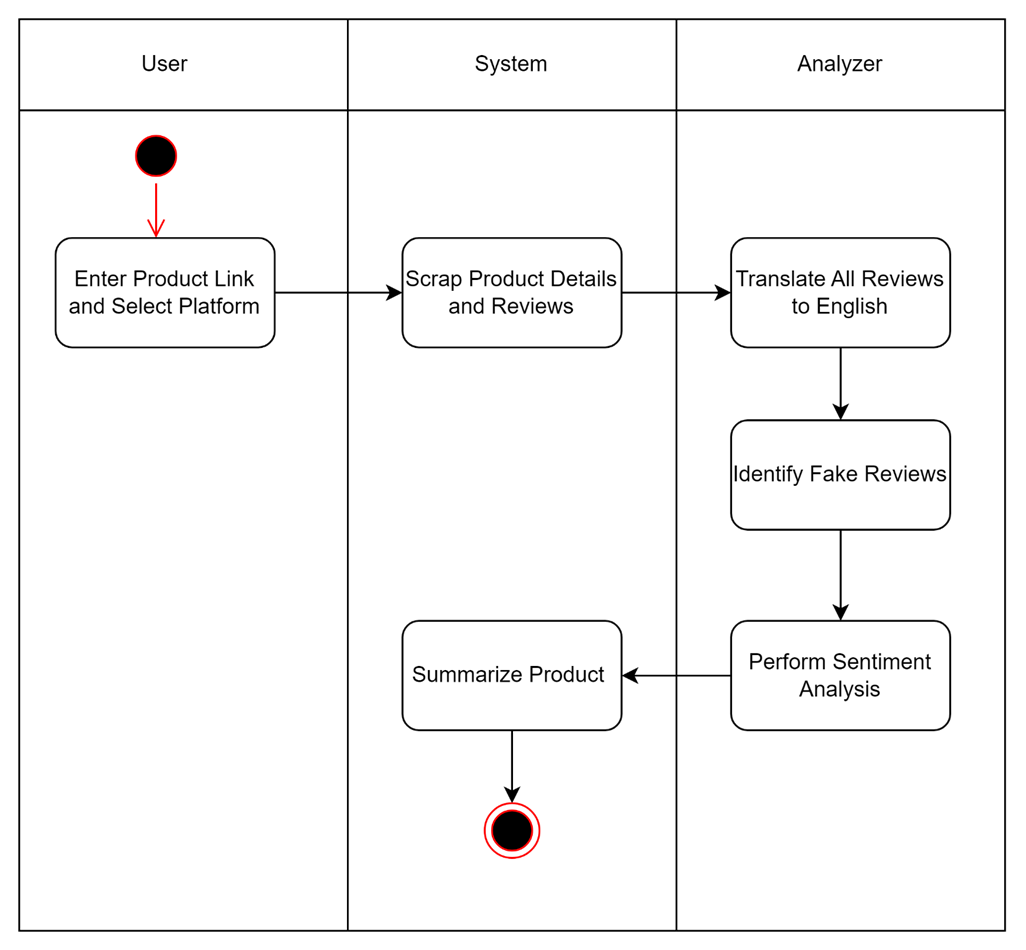 User
System
Analyzer
Enter Product Link
and Select Platform
Scrap Product Details
and Reviews
Translate All Reviews
to English
Identify Fake Reviews
Perform Sentiment
Analysis
Summarize Product